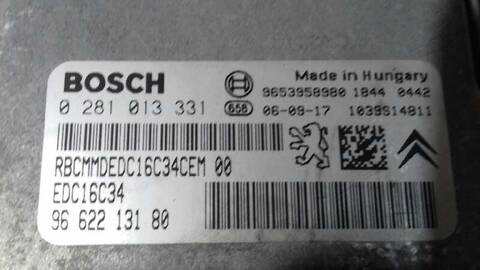 BOSCH
Made in Hungary
9653958980 1844 0442
0 281 013 331
658
06-09-17 1039S14811
RBCMMDEDC16C34CEM 00
EDC16C34
96 622 131 80